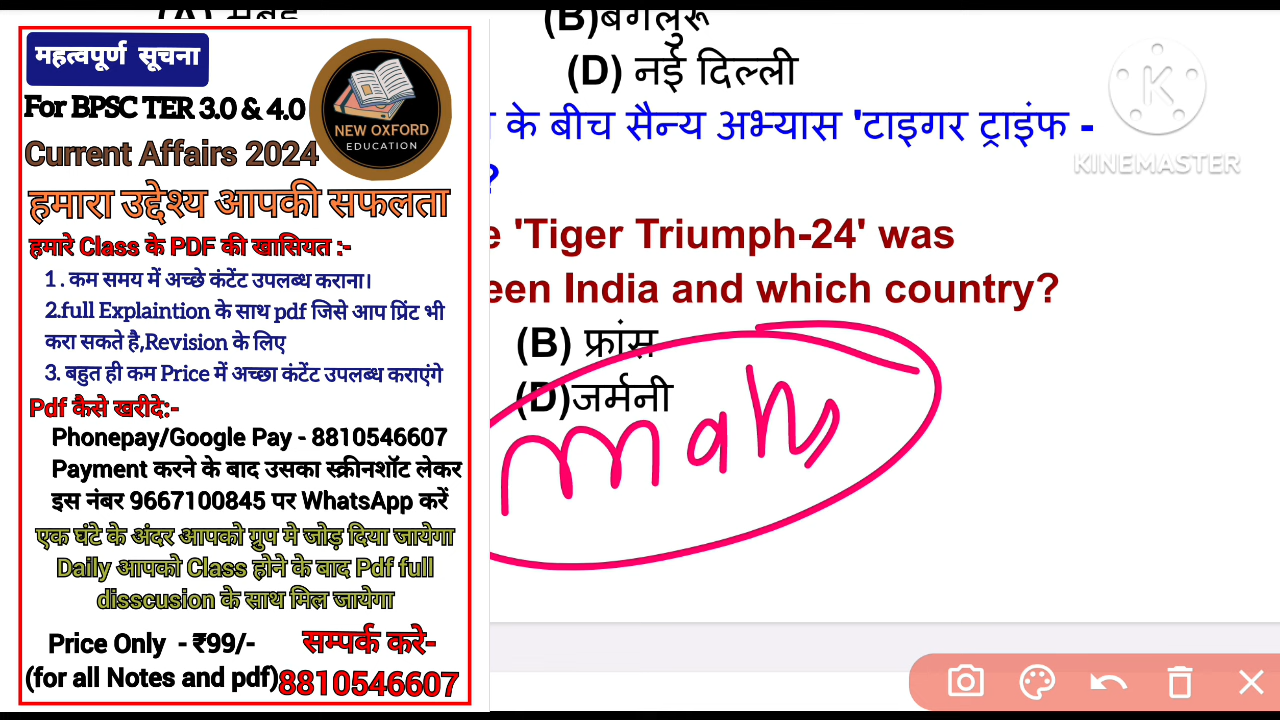 महत्वपूर्ण सूचना
For BPSC TER 3.0 & 4.0
NEW OXFORD
EDUCATION
Current Affairs 2024
हमारा उद्देश्य आपकी सफलता
हमारे Class के PDF की खासियत :-
1 . कम समय में अच्छे कंटेंट उपलब्ध कराना।
2.full Explaintion के साथ pdf जिसे आप प्रिंट भी
करा सकते है,Revision के लिए
3. बहुत ही कम Price में अच्छा कंटेंट उपलब्ध कराएंगे
Pdf कैसे खरीदे:-
Phonepay/Google Pay - 8810546607
Payment करने के बाद उसका स्क्रीनशॉट लेकर
इस नंबर 9667100845 पर WhatsApp करें
एक घंटे के अंदर आपको ग्रुप मे जोड़ दिया जायेगा
Daily आपको Class होने के बाद Pdf full
disscusion के साथ मिल जायेगा
Price Only - ₹99/-
(for all Notes and pdf)
सम्पर्क करे-
8810546607
(A) मुंबई
(B)बेंगलुरू
(D) नई दिल्ली
के बीच सैन्य अभ्यास 'टाइगर ट्राइंफ -
?
'Tiger Triumph-24' was
een India and which country?
(B) फ्रांस
(D)जर्मनी
K
KINEMASTER